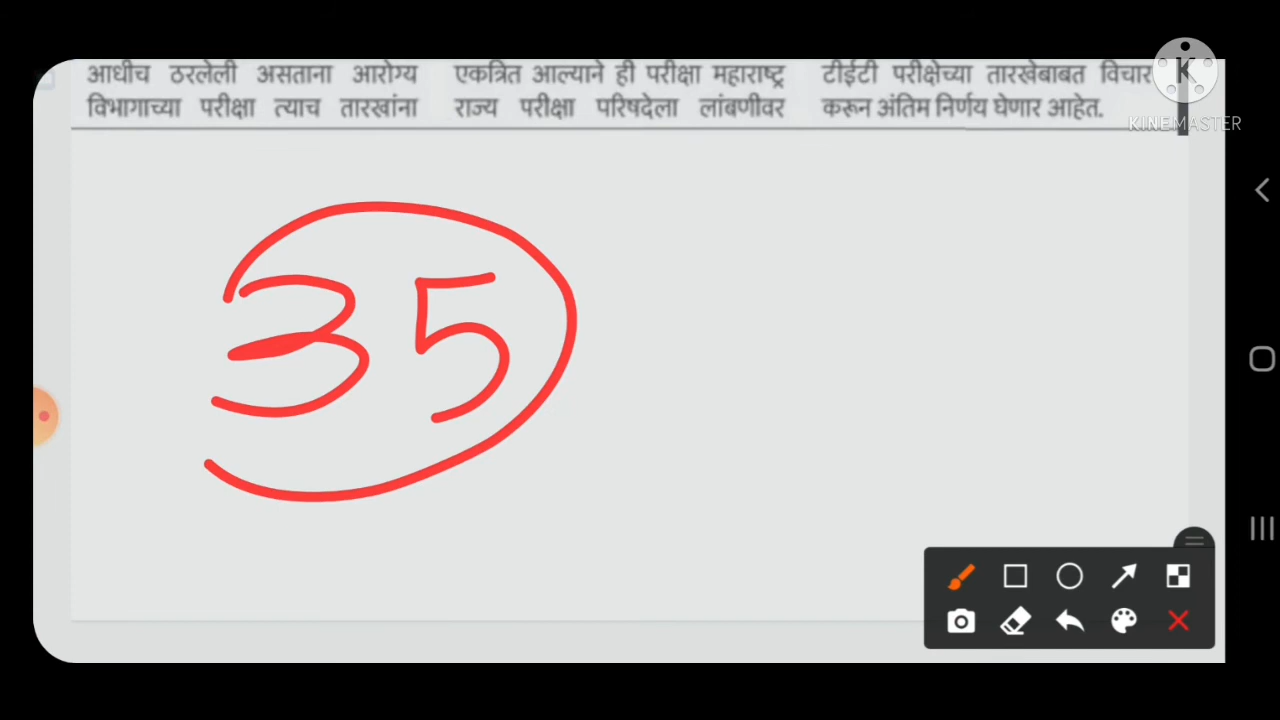 आधीच ठरलेली असताना आरोग्य
विभागाच्या परीक्षा त्याच तारखांना
एकत्रित आल्याने ही परीक्षा महाराष्ट्र
राज्य परीक्षा परिषदेला लांबणीवर
टीईटी परीक्षेच्या तारखेबाबत विचार
करून अंतिम निर्णय घेणार आहेत.
K
KINEMASTER
35